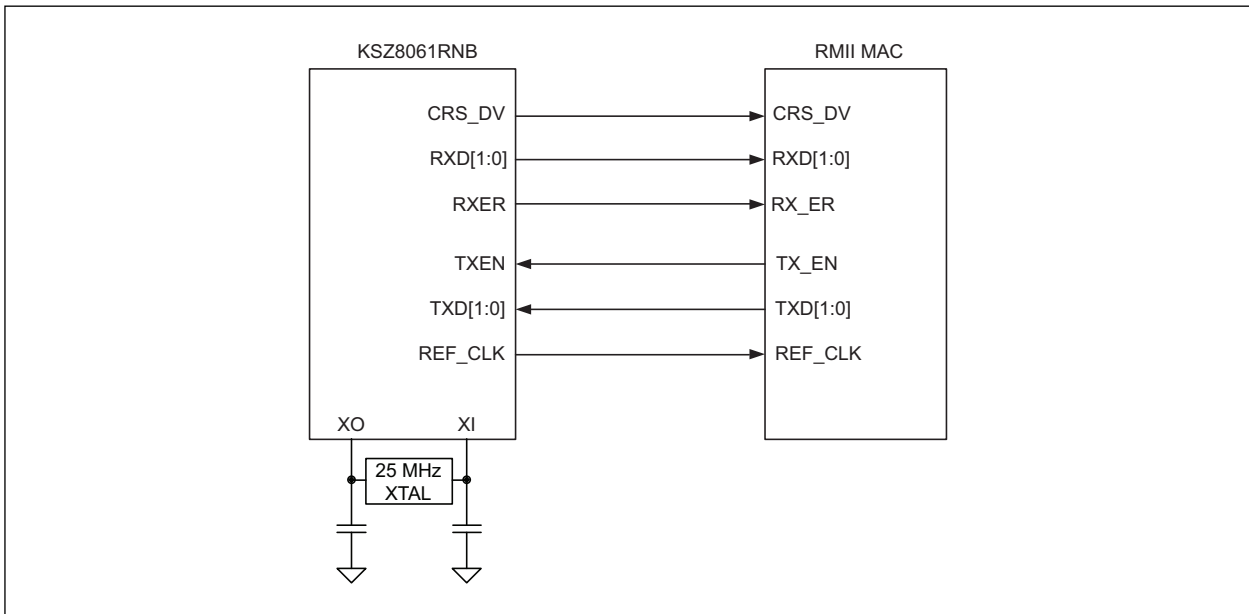 KSZ8061RNB RMII MAC
CRS_DV CRS_DV
RXD[1:0] RXD[1:0]
RXER RX_ER
TXEN TX_EN
TXD[1:0] TXD[1:0]
REF_CLK REF_CLK
XO XI
25 MHz
XTAL